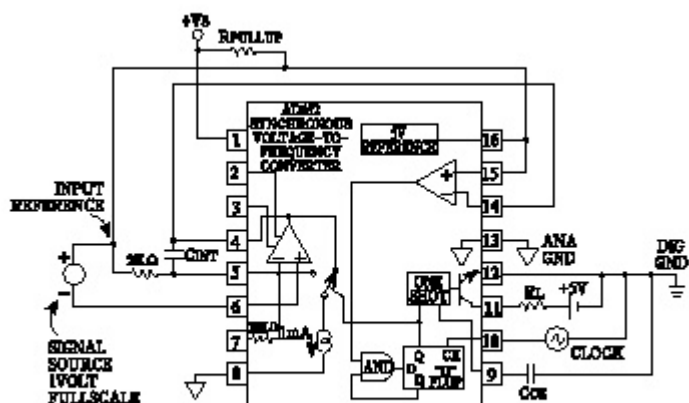 +VS
RPULLUP
AD652
SYNCHRONOUS
VOLTAGE-TO-
FREQUENCY
CONVERTER
5V
REFERENCE
1
2
3
4
5
6
7
8
16
15
14
13
12
11
10
9
INPUT
REFERENCE
CINT
ANA
GND
DIG
GND
ONE
SHOT
RL
+5V
1mA
AND
Q
CK
D
"D"
FLOP
Q
CLOCK
COS
SIGNAL
SOURCE
1VOLT
FULLSCALE